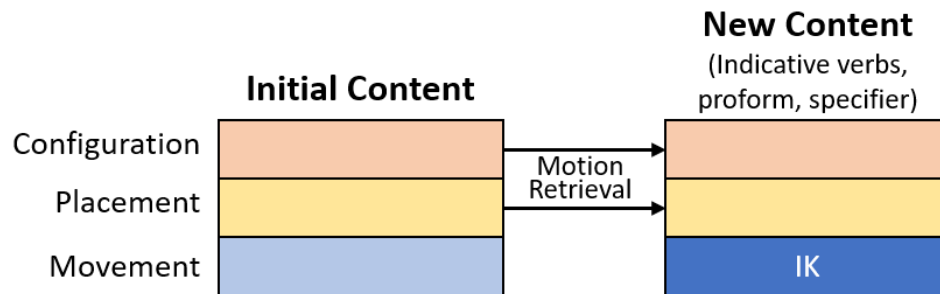 New Content
(Indicative verbs,
proform, specifier)
Initial Content
Configuration
Motion
Retrieval
Placement
Movement
IK